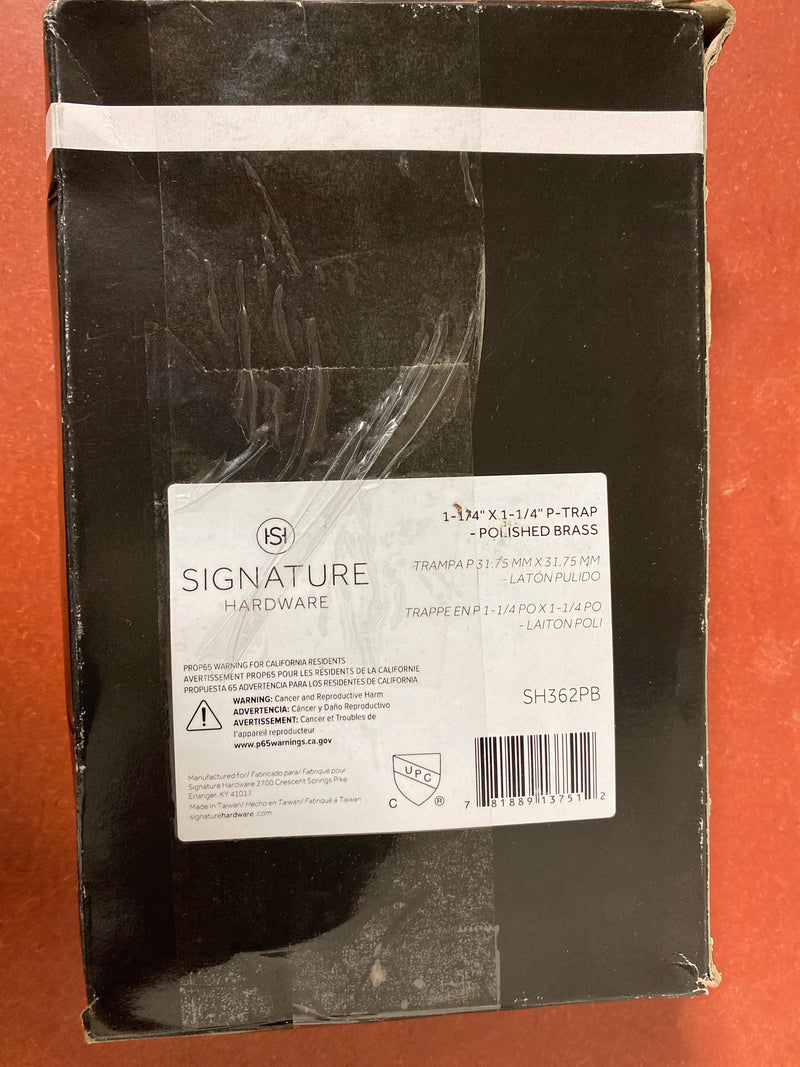 1-1/4" X 1-1/4" P-TRAP
- POLISHED BRASS
TRAMPA P 31.75 MM X 31.75 MM
- LATÓN PULIDO
TRAPPE EN P 1-1/4 PO X 1-1/4 PO
- LAITON POLI
SH362PB
HSH
SIGNATURE
HARDWARE
PROP65 WARNING FOR CALIFORNIA RESIDENTS
AVERTISSEMENT PROP65 POUR LES RÉSIDENTS DE LA CALIFORNIE
PROPUESTA 65 ADVERTENCIA PARA LOS RESIDENTES DE CALIFORNIA
WARNING: Cancer and Reproductive Harm
ADVERTENCIA: Cáncer y Daño Reproductivo
AVERTISSEMENT: Cancer et Troubles de
l'appareil reproducteur
www.p65warnings.ca.gov
Manufactured for/ Fabricado para/ Fabriqué pour
Signature Hardware 2700 Crescent Springs Pike
Erlanger, KY 41017
Made In Taiwan/ Hecho en Taiwan/ Fabriqué à Taiwan
signaturehardware .com
UPC
C ®
7 81889 13751 2